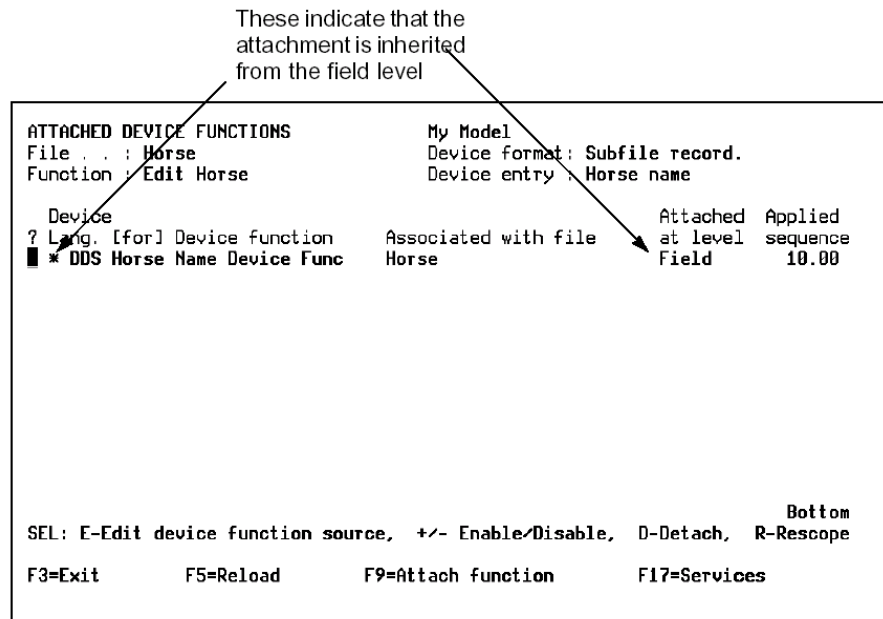 These indicate that the
attachment is inherited
from the field level
ATTACHED DEVICE FUNCTIONS My Model
File . . : Horse Device format: Subfile record.
Function : Edit Horse Device entry : Horse name
Device Attached Applied
? Lang. [for] Device function Associated with file at level sequence
* DDS Horse Name Device Func Horse Field 10.00
Bottom
SEL: E-Edit device function source, +/- Enable/Disable, D-Detach, R-Rescope
F3=Exit F5=Reload F9=Attach function F17=Services